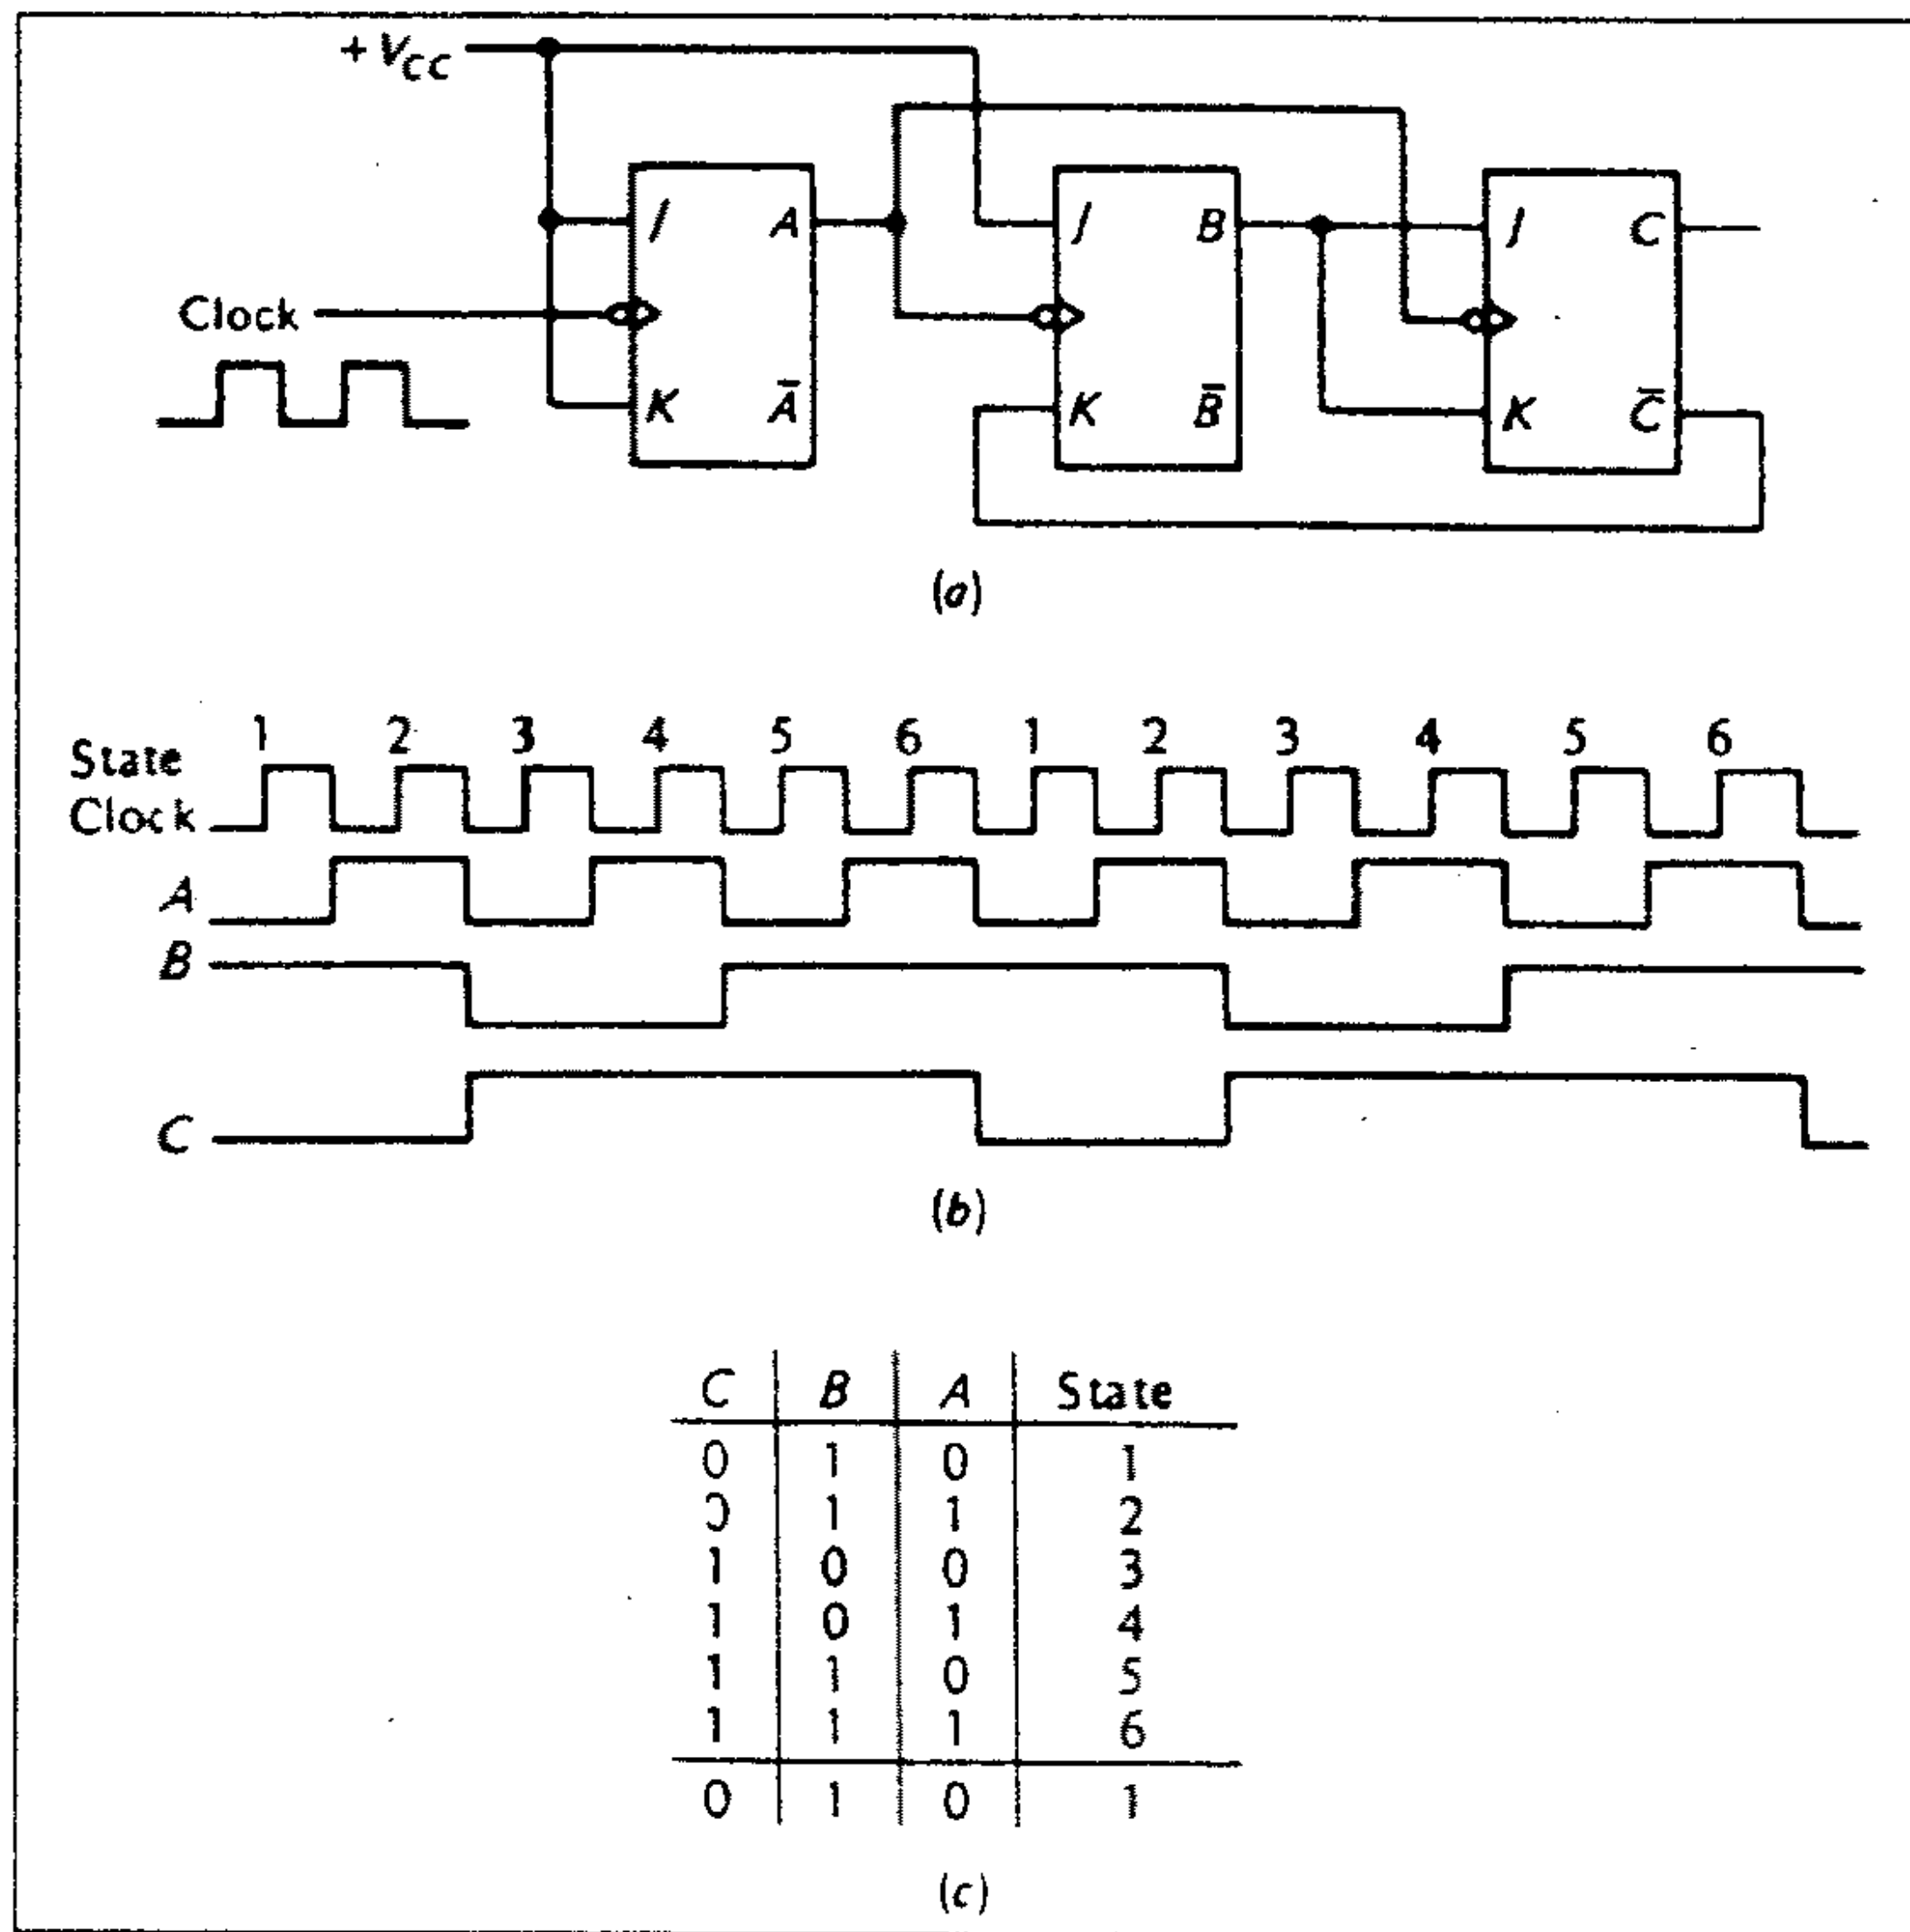 + V_CC
J A J B J C
Clock
K Ā K B̄ K C̄
(a)
State 1 2 3 4 5 6 1 2 3 4 5 6
Clock
A
B
C
(b)
C B A State
0 1 0 1
0 1 1 2
1 0 0 3
1 0 1 4
1 1 0 5
1 1 1 6
0 1 0 1
(c)